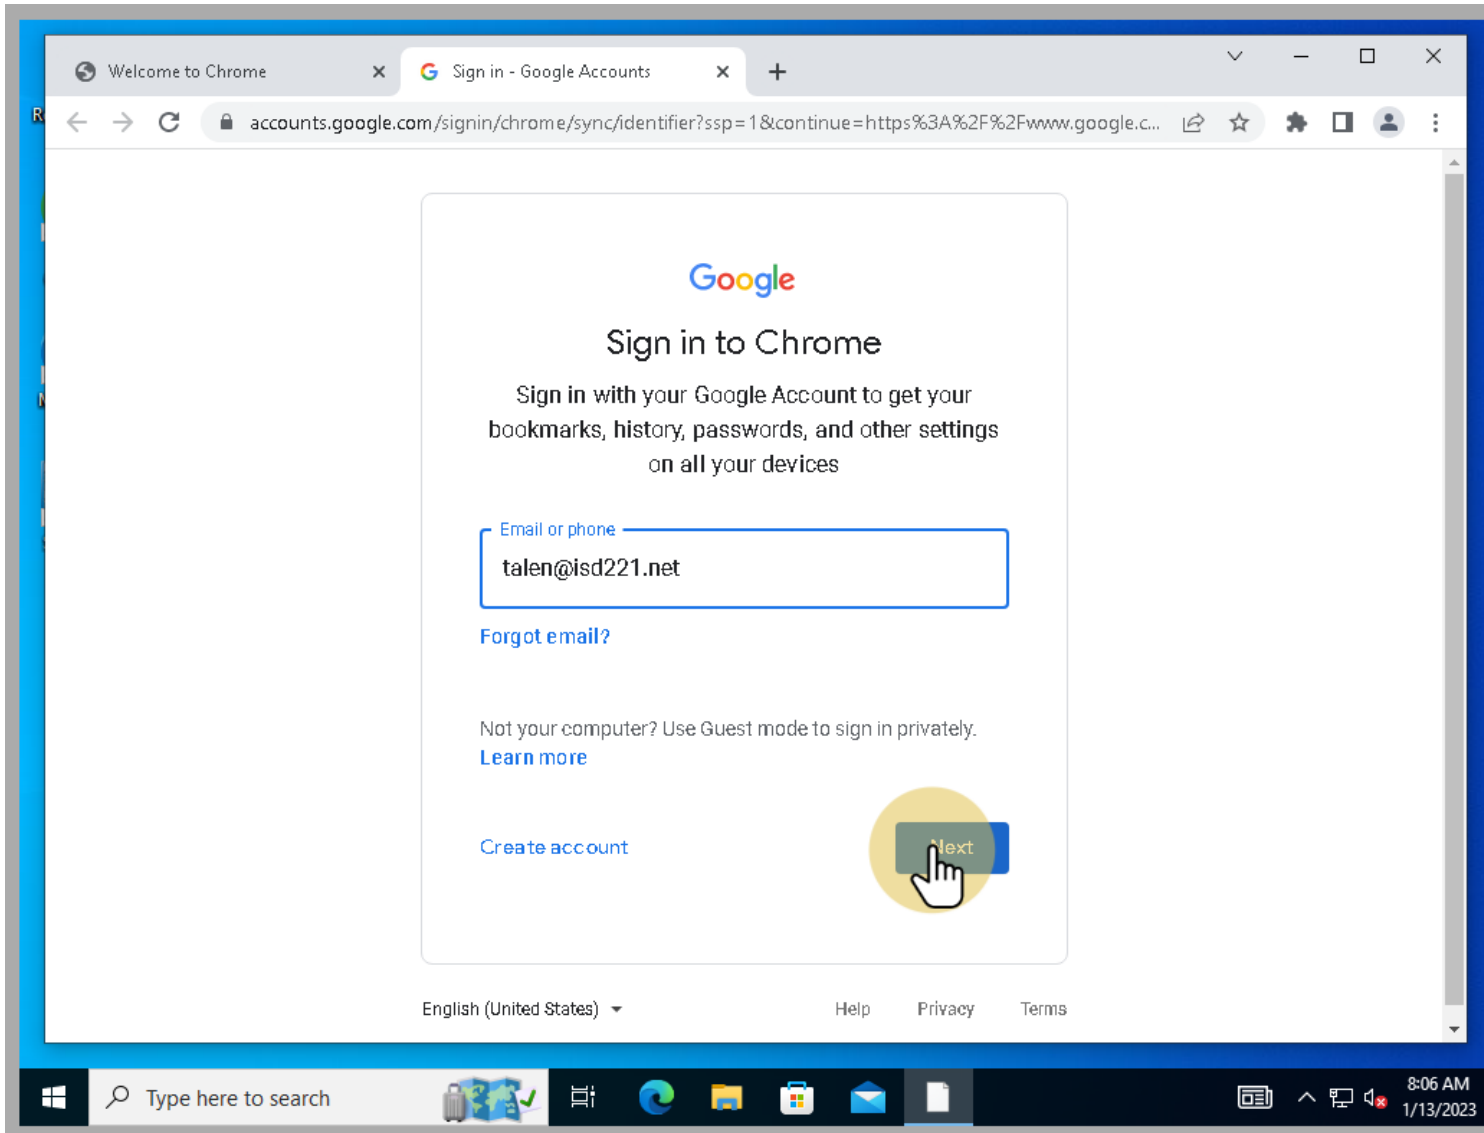 Welcome to Chrome
Sign in - Google Accounts
accounts.google.com/signin/chrome/sync/identifier?ssp=1&continue=https%3A%2F%2Fwww.google.c...
Google
Sign in to Chrome
Sign in with your Google Account to get your
bookmarks, history, passwords, and other settings
on all your devices
Email or phone
talen@isd221.net
Forgot email?
Not your computer? Use Guest mode to sign in privately.
Learn more
Create account
Next
English (United States)
Help
Privacy
Terms
Type here to search
8:06 AM
1/13/2023